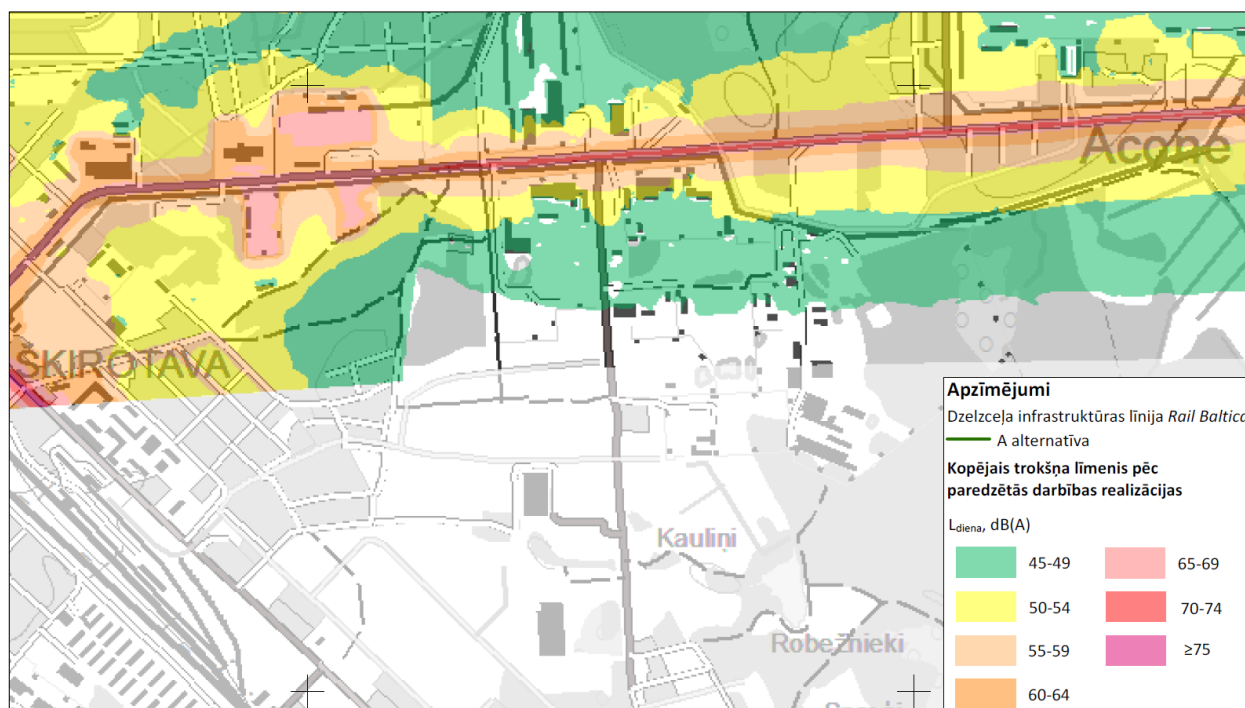 Acone
ŠĶIROTAVA
Kauliņi
Robežnieki
Apzīmējumi
Dzelzceļa infrastruktūras līnija Rail Baltica
A alternatīva
Kopējais trokšņa līmenis pēc
paredzētās darbības realizācijas
Ldiena, dB(A)
45-49
65-69
50-54
70-74
55-59
≥75
60-64